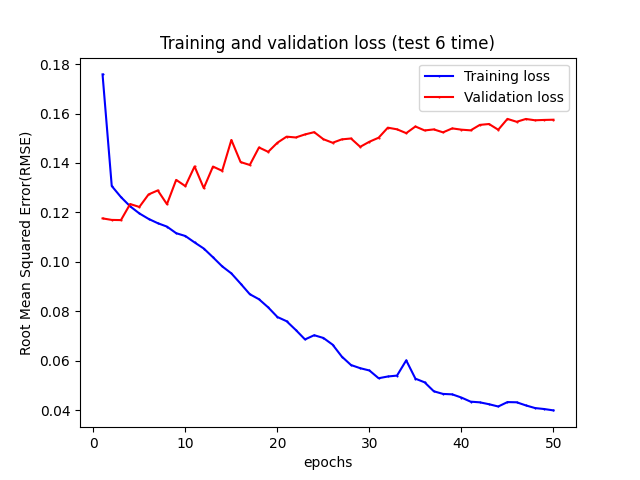 Training and validation loss (test 6 time)
Training loss
Validation loss
0.18
0.16
0.14
0.12
0.10
0.08
0.06
0.04
Root Mean Squared Error(RMSE)
0 10 20 30 40 50
epochs